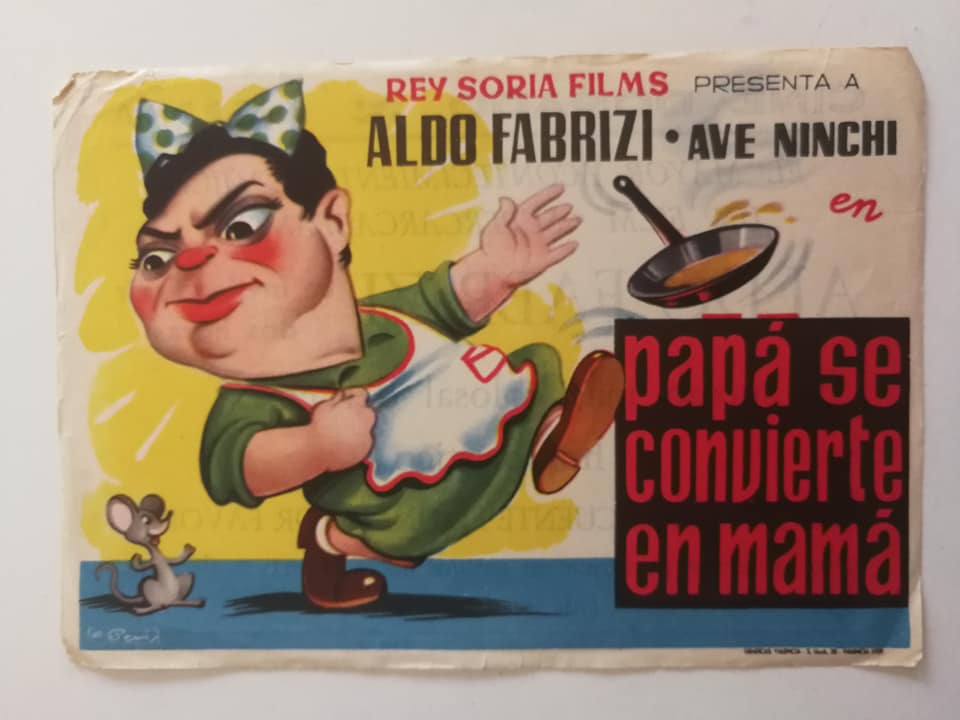 REY SORIA FILMS PRESENTA A
ALDO FABRIZI • AVE NINCHI
en
papá se
convierte
en mamá